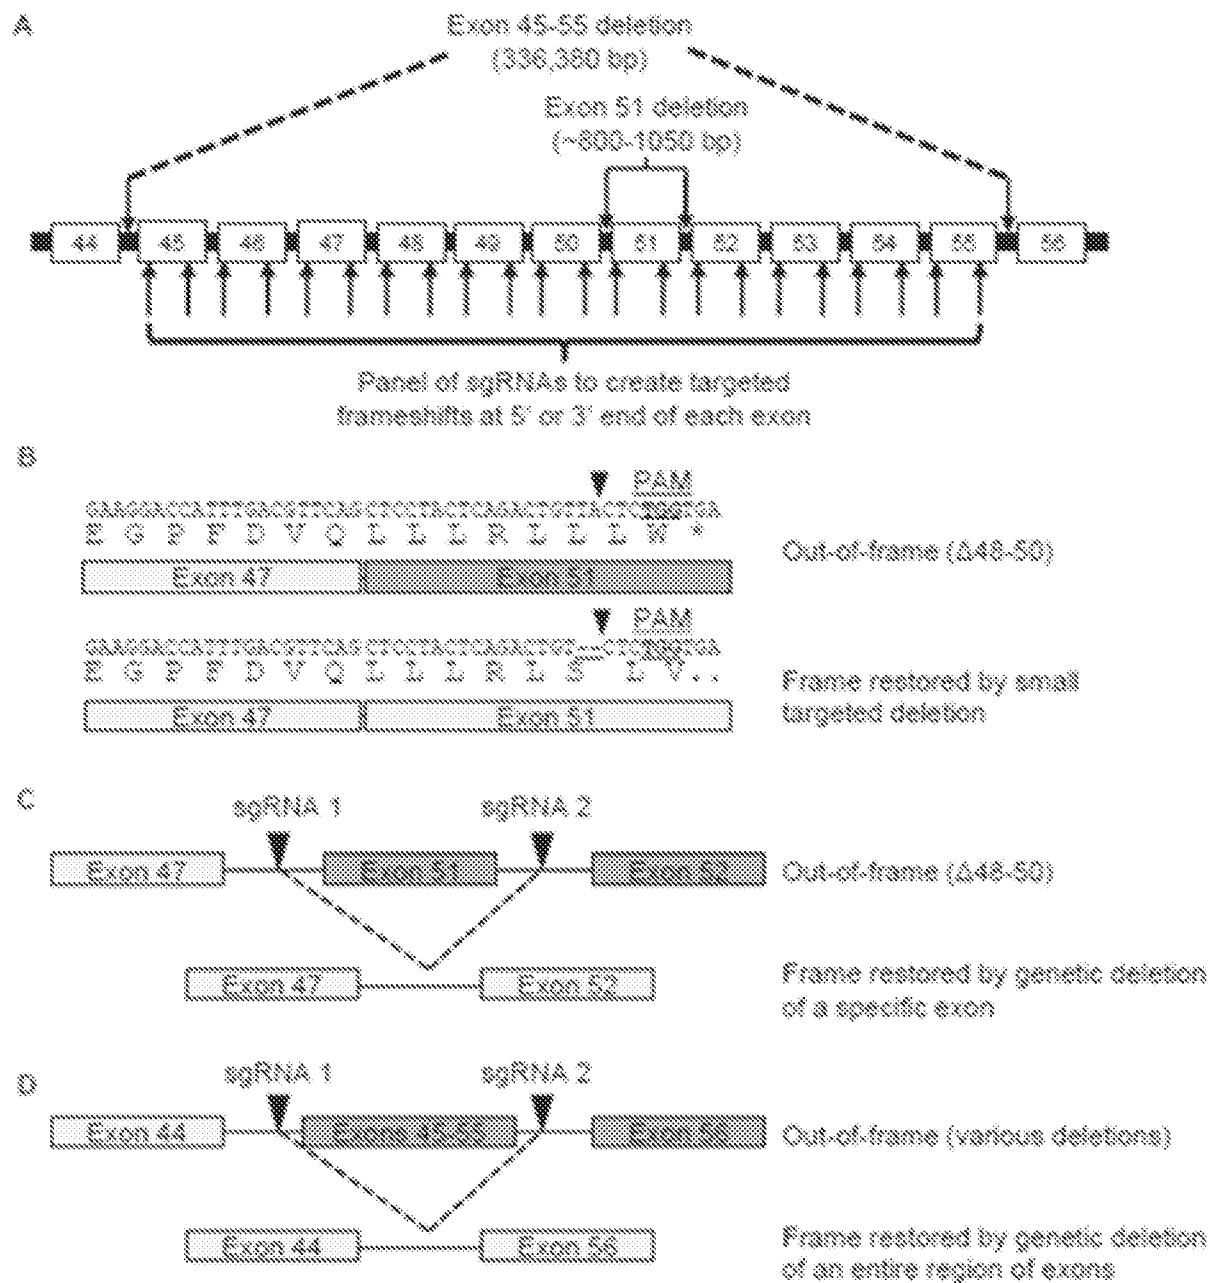 A
Exon 45-55 deletion
(336,380 bp)
Exon 51 deletion
(~800-1050 bp)
44 45 46 47 48 49 50 51 52 53 54 55 56
Panel of sgRNAs to create targeted
frameshifts at 5′ or 3′ end of each exon
B
PAM
GAAGGACCATTTGACGTTCAGCTCCTACTCAGACTGTTACTCTGGTGA
E G P F D V Q L L L R L L L W *
Out-of-frame (Δ48-50)
Exon 47 Exon 51
PAM
GAAGGACCATTTGACGTTCAGCTCCTACTCAGACTGT--CTCTGGTGA
E G P F D V Q L L L R L S L V..
Frame restored by small
targeted deletion
Exon 47 Exon 51
C
sgRNA 1 sgRNA 2
Exon 47 Exon 51 Exon 52 Out-of-frame (Δ48-50)
Exon 47 Exon 52
Frame restored by genetic deletion
of a specific exon
D
sgRNA 1 sgRNA 2
Exon 44 Exons 45-55 Exon 56 Out-of-frame (various deletions)
Exon 44 Exon 56
Frame restored by genetic deletion
of an entire region of exons